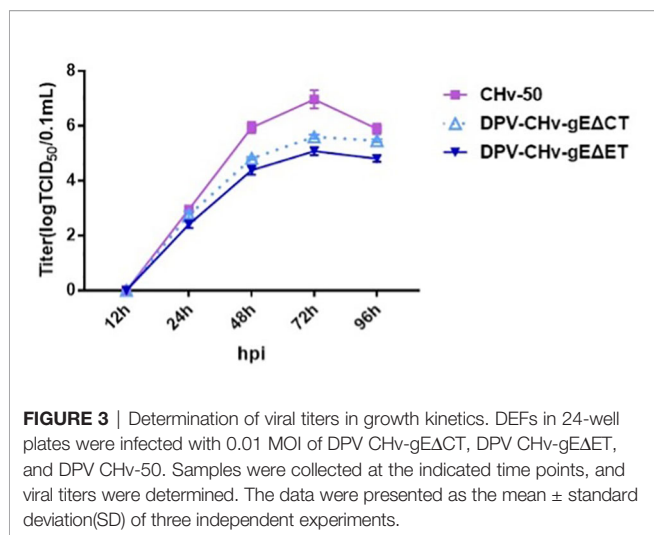 8
6
4
2
0
Titer(logTCID50/0.1mL)
12h
24h
48h
72h
96h
hpi
CHv-50
DPV-CHv-gEΔCT
DPV-CHv-gEΔET
FIGURE 3 | Determination of viral titers in growth kinetics. DEFs in 24-well
plates were infected with 0.01 MOI of DPV CHv-gEΔCT, DPV CHv-gEΔET,
and DPV CHv-50. Samples were collected at the indicated time points, and
viral titers were determined. The data were presented as the mean ± standard
deviation(SD) of three independent experiments.